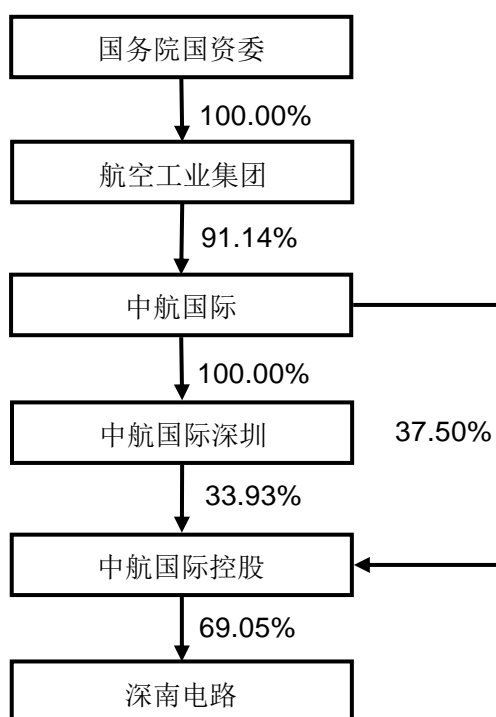 国务院国资委
100.00%
航空工业集团
91.14%
中航国际
100.00%
中航国际深圳
37.50%
33.93%
中航国际控股
69.05%
深南电路